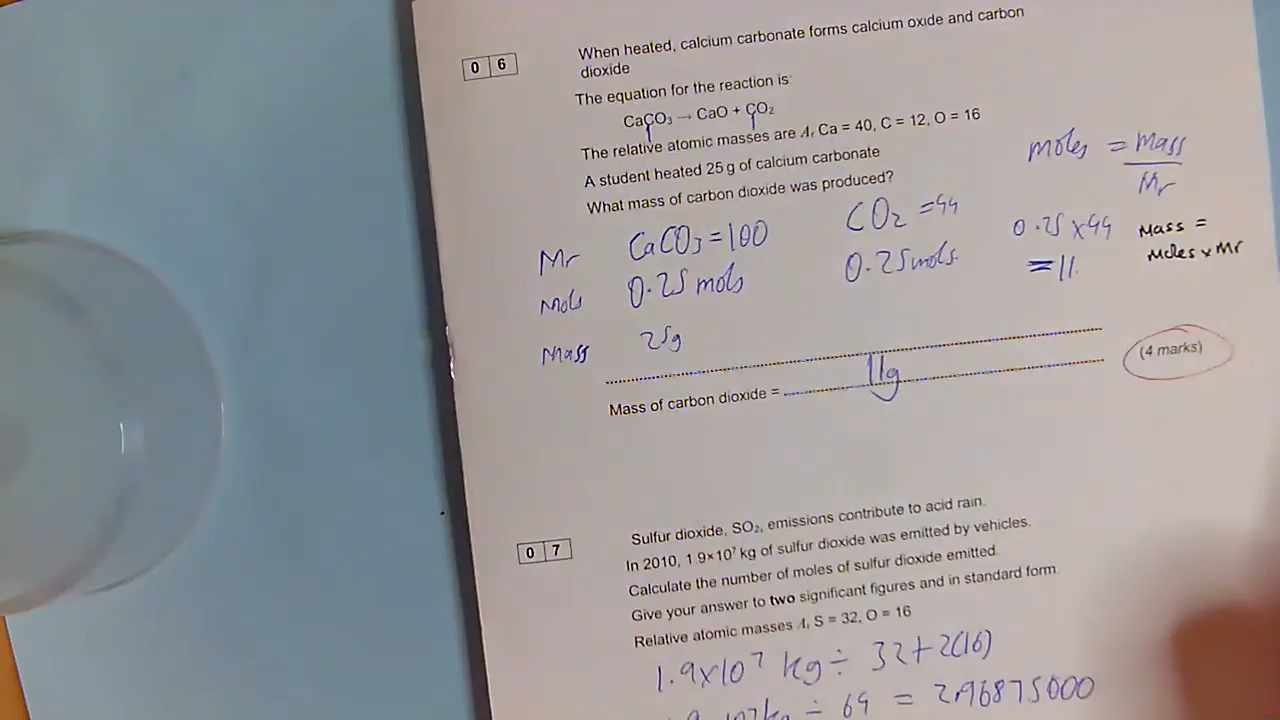 0 6
When heated, calcium carbonate forms calcium oxide and carbon
dioxide
The equation for the reaction is:
CaCO₃ → CaO + CO₂
The relative atomic masses are Aᵣ Ca = 40, C = 12, O = 16
A student heated 25 g of calcium carbonate
What mass of carbon dioxide was produced?
moles = Mass
Mr
Mr CaCO₃ = 100 CO₂ = 44 0.25 x 44 Mass =
Moles x Mr
Mols 0.25 mols 0.25 mols. = 11.
Mass 25g
(4 marks)
Mass of carbon dioxide = 11g
0 7
Sulfur dioxide, SO₂, emissions contribute to acid rain.
In 2010, 1.9×10⁷ kg of sulfur dioxide was emitted by vehicles.
Calculate the number of moles of sulfur dioxide emitted.
Give your answer to two significant figures and in standard form.
Relative atomic masses Aᵣ S = 32, O = 16
1.9x10⁷ kg ÷ 32+2(16)
kg ÷ 64 = 2.96875000